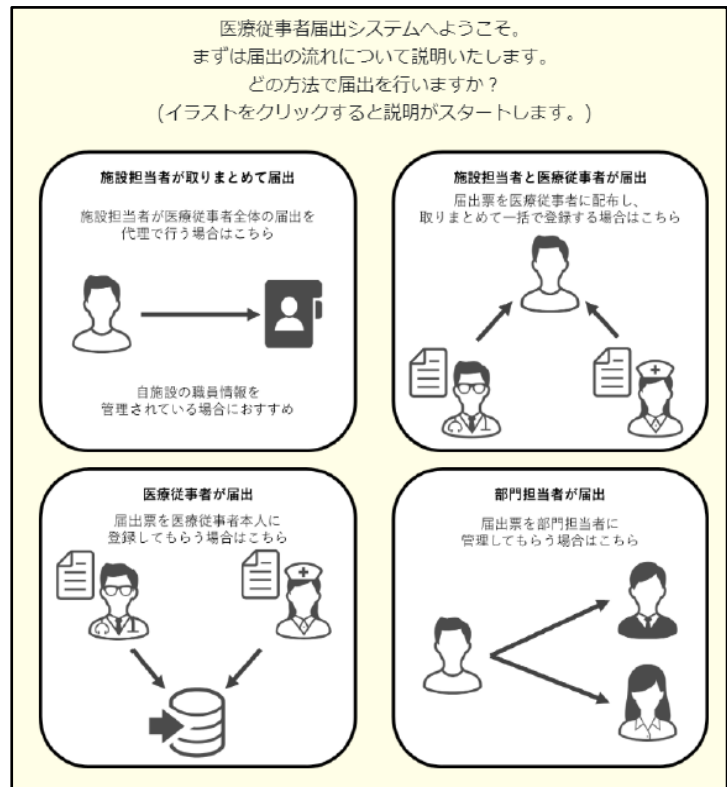 医療従事者届出システムへようこそ。
まずは届出の流れについて説明いたします。
どの方法で届出を行いますか？
(イラストをクリックすると説明がスタートします。)
施設担当者が取りまとめて届出
施設担当者が医療従事者全体の届出を
代理で行う場合はこちら
自施設の職員情報を
管理されている場合におすすめ
施設担当者と医療従事者が届出
届出票を医療従事者に配布し、
取りまとめて一括で登録する場合はこちら
医療従事者が届出
届出票を医療従事者本人に
登録してもらう場合はこちら
部門担当者が届出
届出票を部門担当者に
管理してもらう場合はこちら